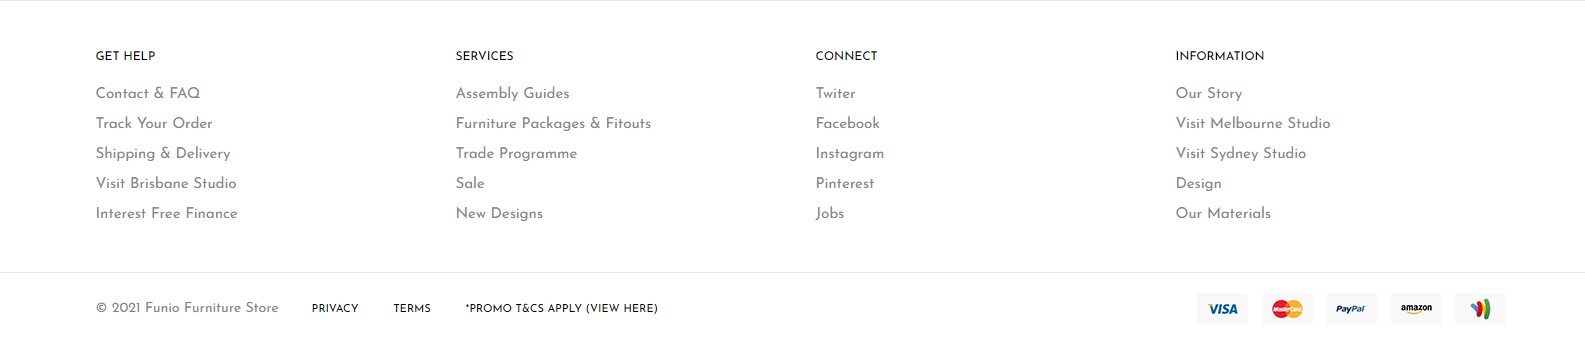 GET HELP
Contact & FAQ
Track Your Order
Shipping & Delivery
Visit Brisbane Studio
Interest Free Finance
SERVICES
Assembly Guides
Furniture Packages & Fitouts
Trade Programme
Sale
New Designs
CONNECT
Twiter
Facebook
Instagram
Pinterest
Jobs
INFORMATION
Our Story
Visit Melbourne Studio
Visit Sydney Studio
Design
Our Materials
© 2021 Funio Furniture Store PRIVACY TERMS *PROMO T&CS APPLY (VIEW HERE) VISA MasterCard PayPal amazon